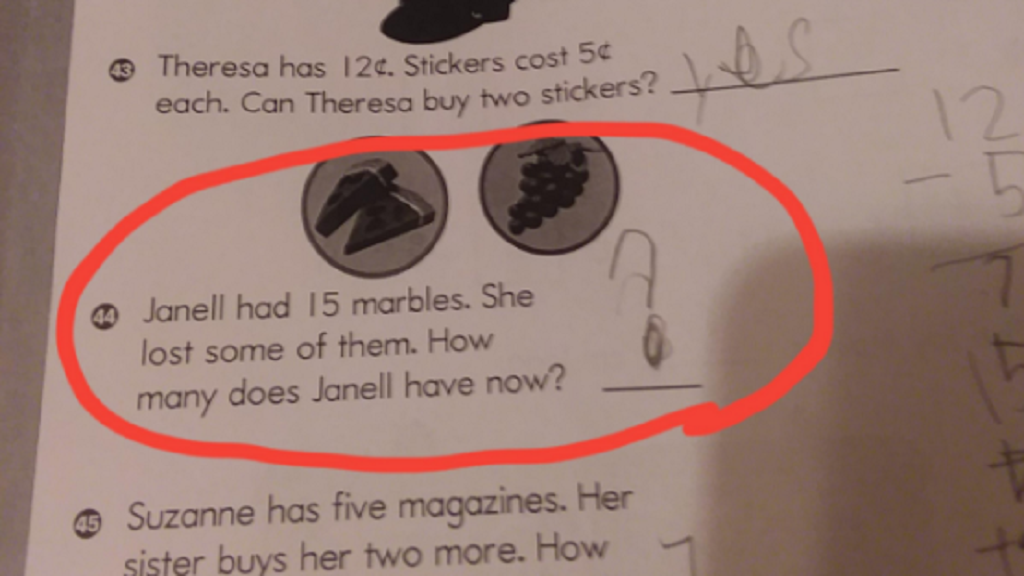 43 Theresa has 12¢. Stickers cost 5¢
each. Can Theresa buy two stickers? yes
12
- 5
7
44 Janell had 15 marbles. She
lost some of them. How
many does Janell have now? ?
45 Suzanne has five magazines. Her
sister buys her two more. How 7